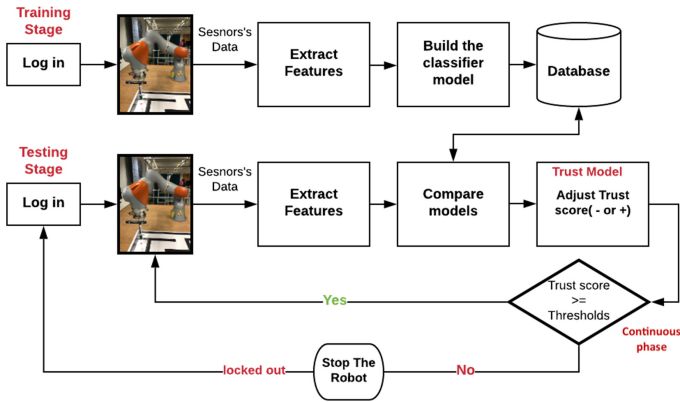 Training
Stage
Log in
Sesnors's
Data
Extract
Features
Build the
classifier
model
Database
Testing
Stage
Log in
Sesnors's
Data
Extract
Features
Compare
models
Trust Model
Adjust Trust
score( - or +)
Trust score
>=
Thresholds
Continuous
phase
Yes
No
Stop The
Robot
locked out